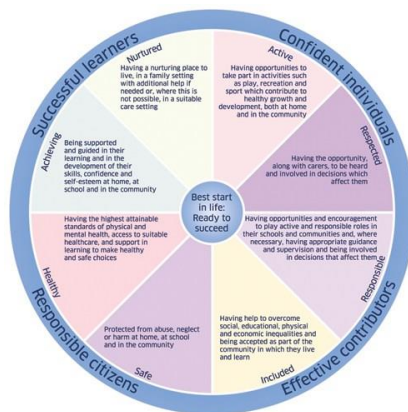 Successful learners
Confident individuals
Nurtured
Having a nurturing place to
live, in a family setting
with additional help if
needed or, where this is
not possible, in a suitable
care setting
Active
Having opportunities to
take part in activities such
as play, recreation and
sport which contribute to
healthy growth and
development, both at home
and in the community
Achieving
Being supported
and guided in their
learning and in
the development of their
skills, confidence and
self-esteem at home, at
school and in the community
Respected
Having the opportunity,
along with carers, to
be heard and
involved in decisions which
affect them
Best start
in life:
Ready to
succeed
Healthy
Having the highest attainable
standards of physical and
mental health, access to suitable
healthcare, and support in
learning to make healthy
and safe choices
Responsible
Having opportunities and encouragement
to play active and responsible roles in
their schools and communities and, where
necessary, having appropriate guidance
and supervision and being involved
in decisions that affect them
Safe
Protected from abuse, neglect
or harm at home, at school
and in the community
Included
Having help to overcome
social, educational, physical
and economic inequalities and
being accepted as part of the
community in which they live
and learn
Responsible citizens
Effective contributors